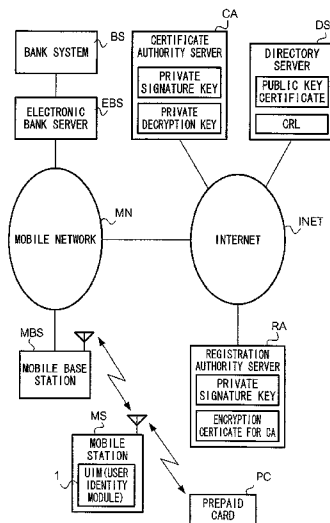 BS
BANK SYSTEM
EBS
ELECTRONIC
BANK SERVER
CA
CERTIFICATE
AUTHORITY SERVER
PRIVATE
SIGNATURE KEY
PRIVATE
DECRYPTION KEY
DS
DIRECTORY
SERVER
PUBLIC KEY
CERTIFICATE
CRL
MN
MOBILE NETWORK
INET
INTERNET
MBS
MOBILE BASE
STATION
RA
REGISTRATION
AUTHORITY SERVER
PRIVATE
SIGNATURE KEY
ENCRYPTION
CERTICATE FOR CA
MS
MOBILE
STATION
1
UIM(USER
IDENTITY
MODULE)
PC
PREPAID
CARD